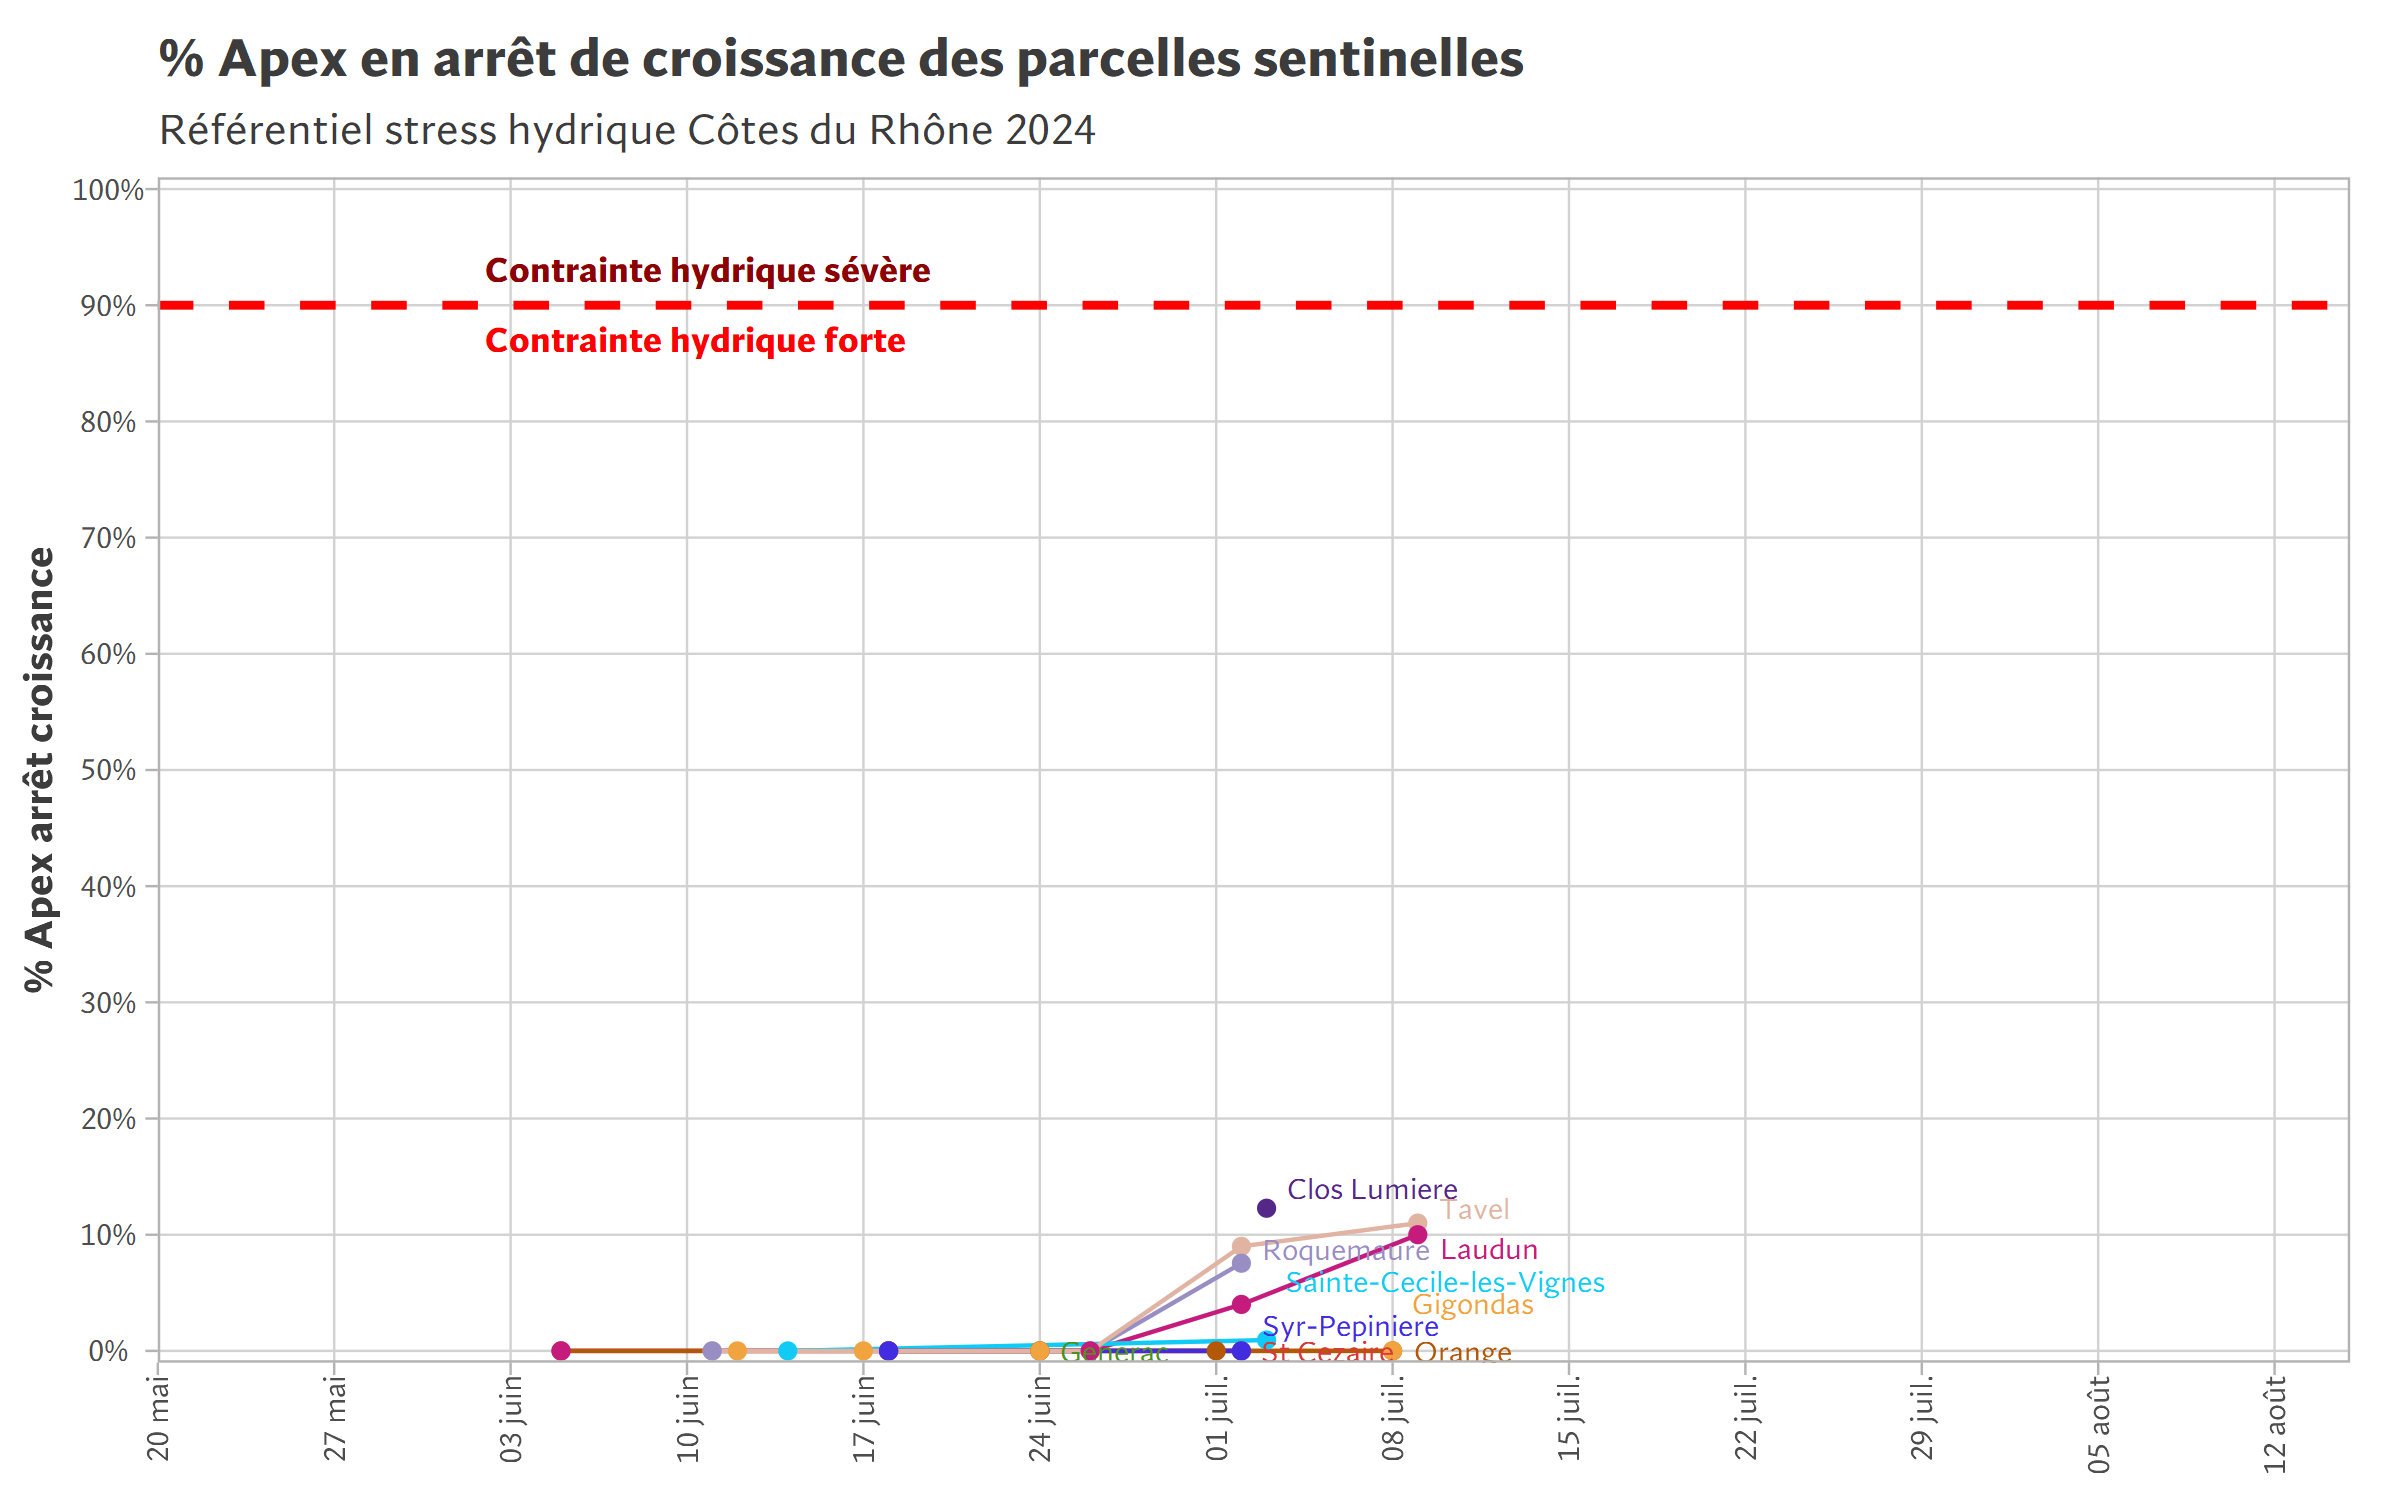 % Apex en arrêt de croissance des parcelles sentinelles
Référentiel stress hydrique Côtes du Rhône 2024
% Apex arrêt croissance
100%
90%
80%
70%
60%
50%
40%
30%
20%
10%
0%
Contrainte hydrique sévère
Contrainte hydrique forte
Clos Lumiere
Tavel
Roquemaure
Laudun
Sainte-Cecile-les-Vignes
Gigondas
Syr-Pepiniere
Generac
St Cezaire
Orange
20 mai
27 mai
03 juin
10 juin
17 juin
24 juin
01 juil.
08 juil.
15 juil.
22 juil.
29 juil.
05 août
12 août